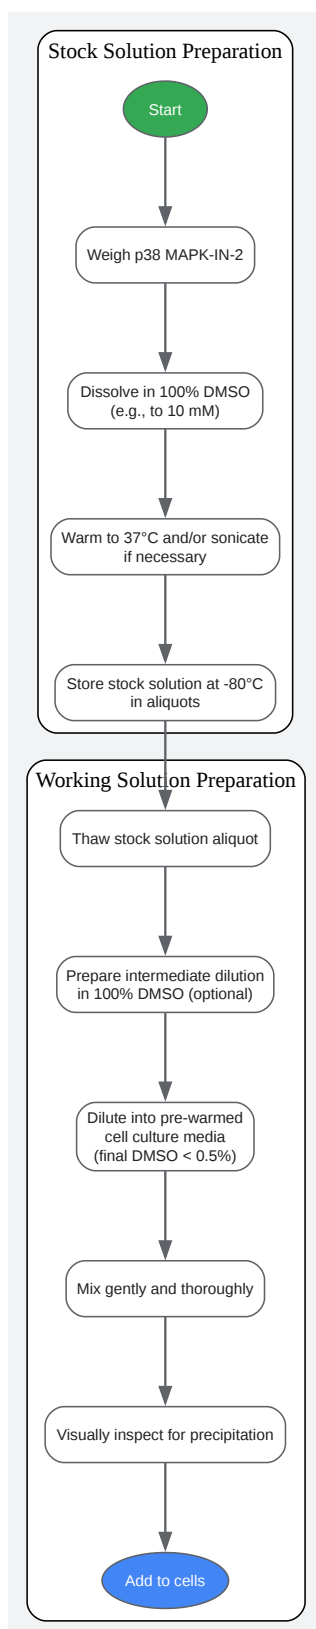 Stock Solution Preparation
Start
Weigh p38 MAPK-IN-2
Dissolve in 100% DMSO
(e.g., to 10 mM)
Warm to 37°C and/or sonicate
if necessary
Store stock solution at -80°C
in aliquots
Working Solution Preparation
Thaw stock solution aliquot
Prepare intermediate dilution
in 100% DMSO (optional)
Dilute into pre-warmed
cell culture media
(final DMSO < 0.5%)
Mix gently and thoroughly
Visually inspect for precipitation
Add to cells